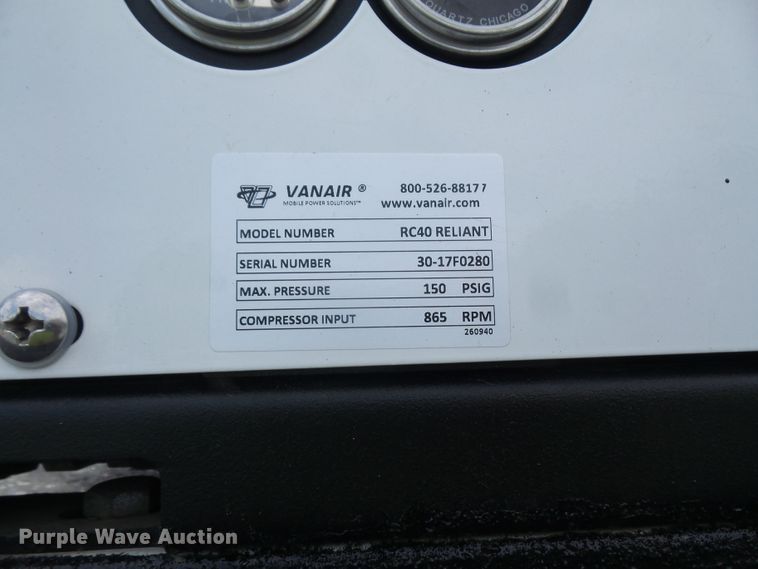 QUARTZ CHICAGO
VANAIR ® 800-526-8817
MOBILE POWER SOLUTIONS™ www.vanair.com
MODEL NUMBER RC40 RELIANT
SERIAL NUMBER 30-17F0280
MAX. PRESSURE 150 PSIG
COMPRESSOR INPUT 865 RPM
260940
Purple Wave Auction